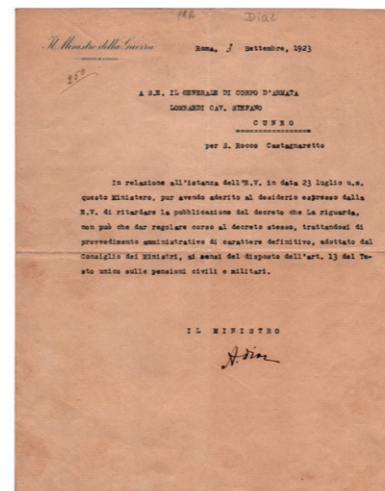 Diaz
Il Ministro della Guerra
Roma, 3 Settembre, 1923
A S.E. IL GENERALE DI CORPO D'ARMATA
LOMBARDI CAV. STEFANO
CUNEO
per S. Rocco Castagnaretto
In relazione all'istanza dell'E.V. in data 23 luglio u.s.
questo Ministero, pur avendo aderito al desiderio espresso dalla
E.V. di ritardare la pubblicazione del decreto che La riguarda,
non può che dar regolare corso al decreto stesso, trattandosi di
provvedimento amministrativo di carattere definitivo, adottato dal
Consiglio dei Ministri, ai sensi del disposto dell'art. 13 del Te-
sto unico sulle pensioni civili e militari.
IL MINISTRO
A. Diaz